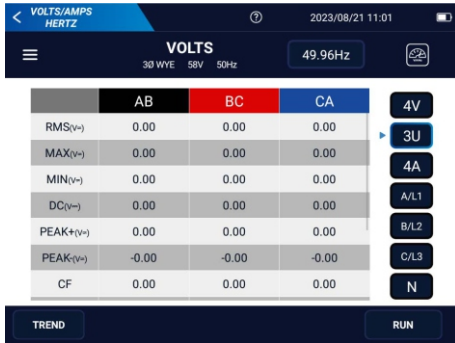 VOLTS/AMPS
HERTZ
? 2023/08/21 11:01
VOLTS
3Ø WYE 58V 50Hz
49.96Hz
AB BC CA 4V
RMS(V≂) 0.00 0.00 0.00 3U
MAX(V≂) 0.00 0.00 0.00
MIN(V≂) 0.00 0.00 0.00 4A
DC(V⎓) 0.00 0.00 0.00 A/L1
PEAK+(V≂) 0.00 0.00 0.00 B/L2
PEAK-(V≂) -0.00 -0.00 -0.00 C/L3
CF 0.00 0.00 0.00 N
TREND RUN